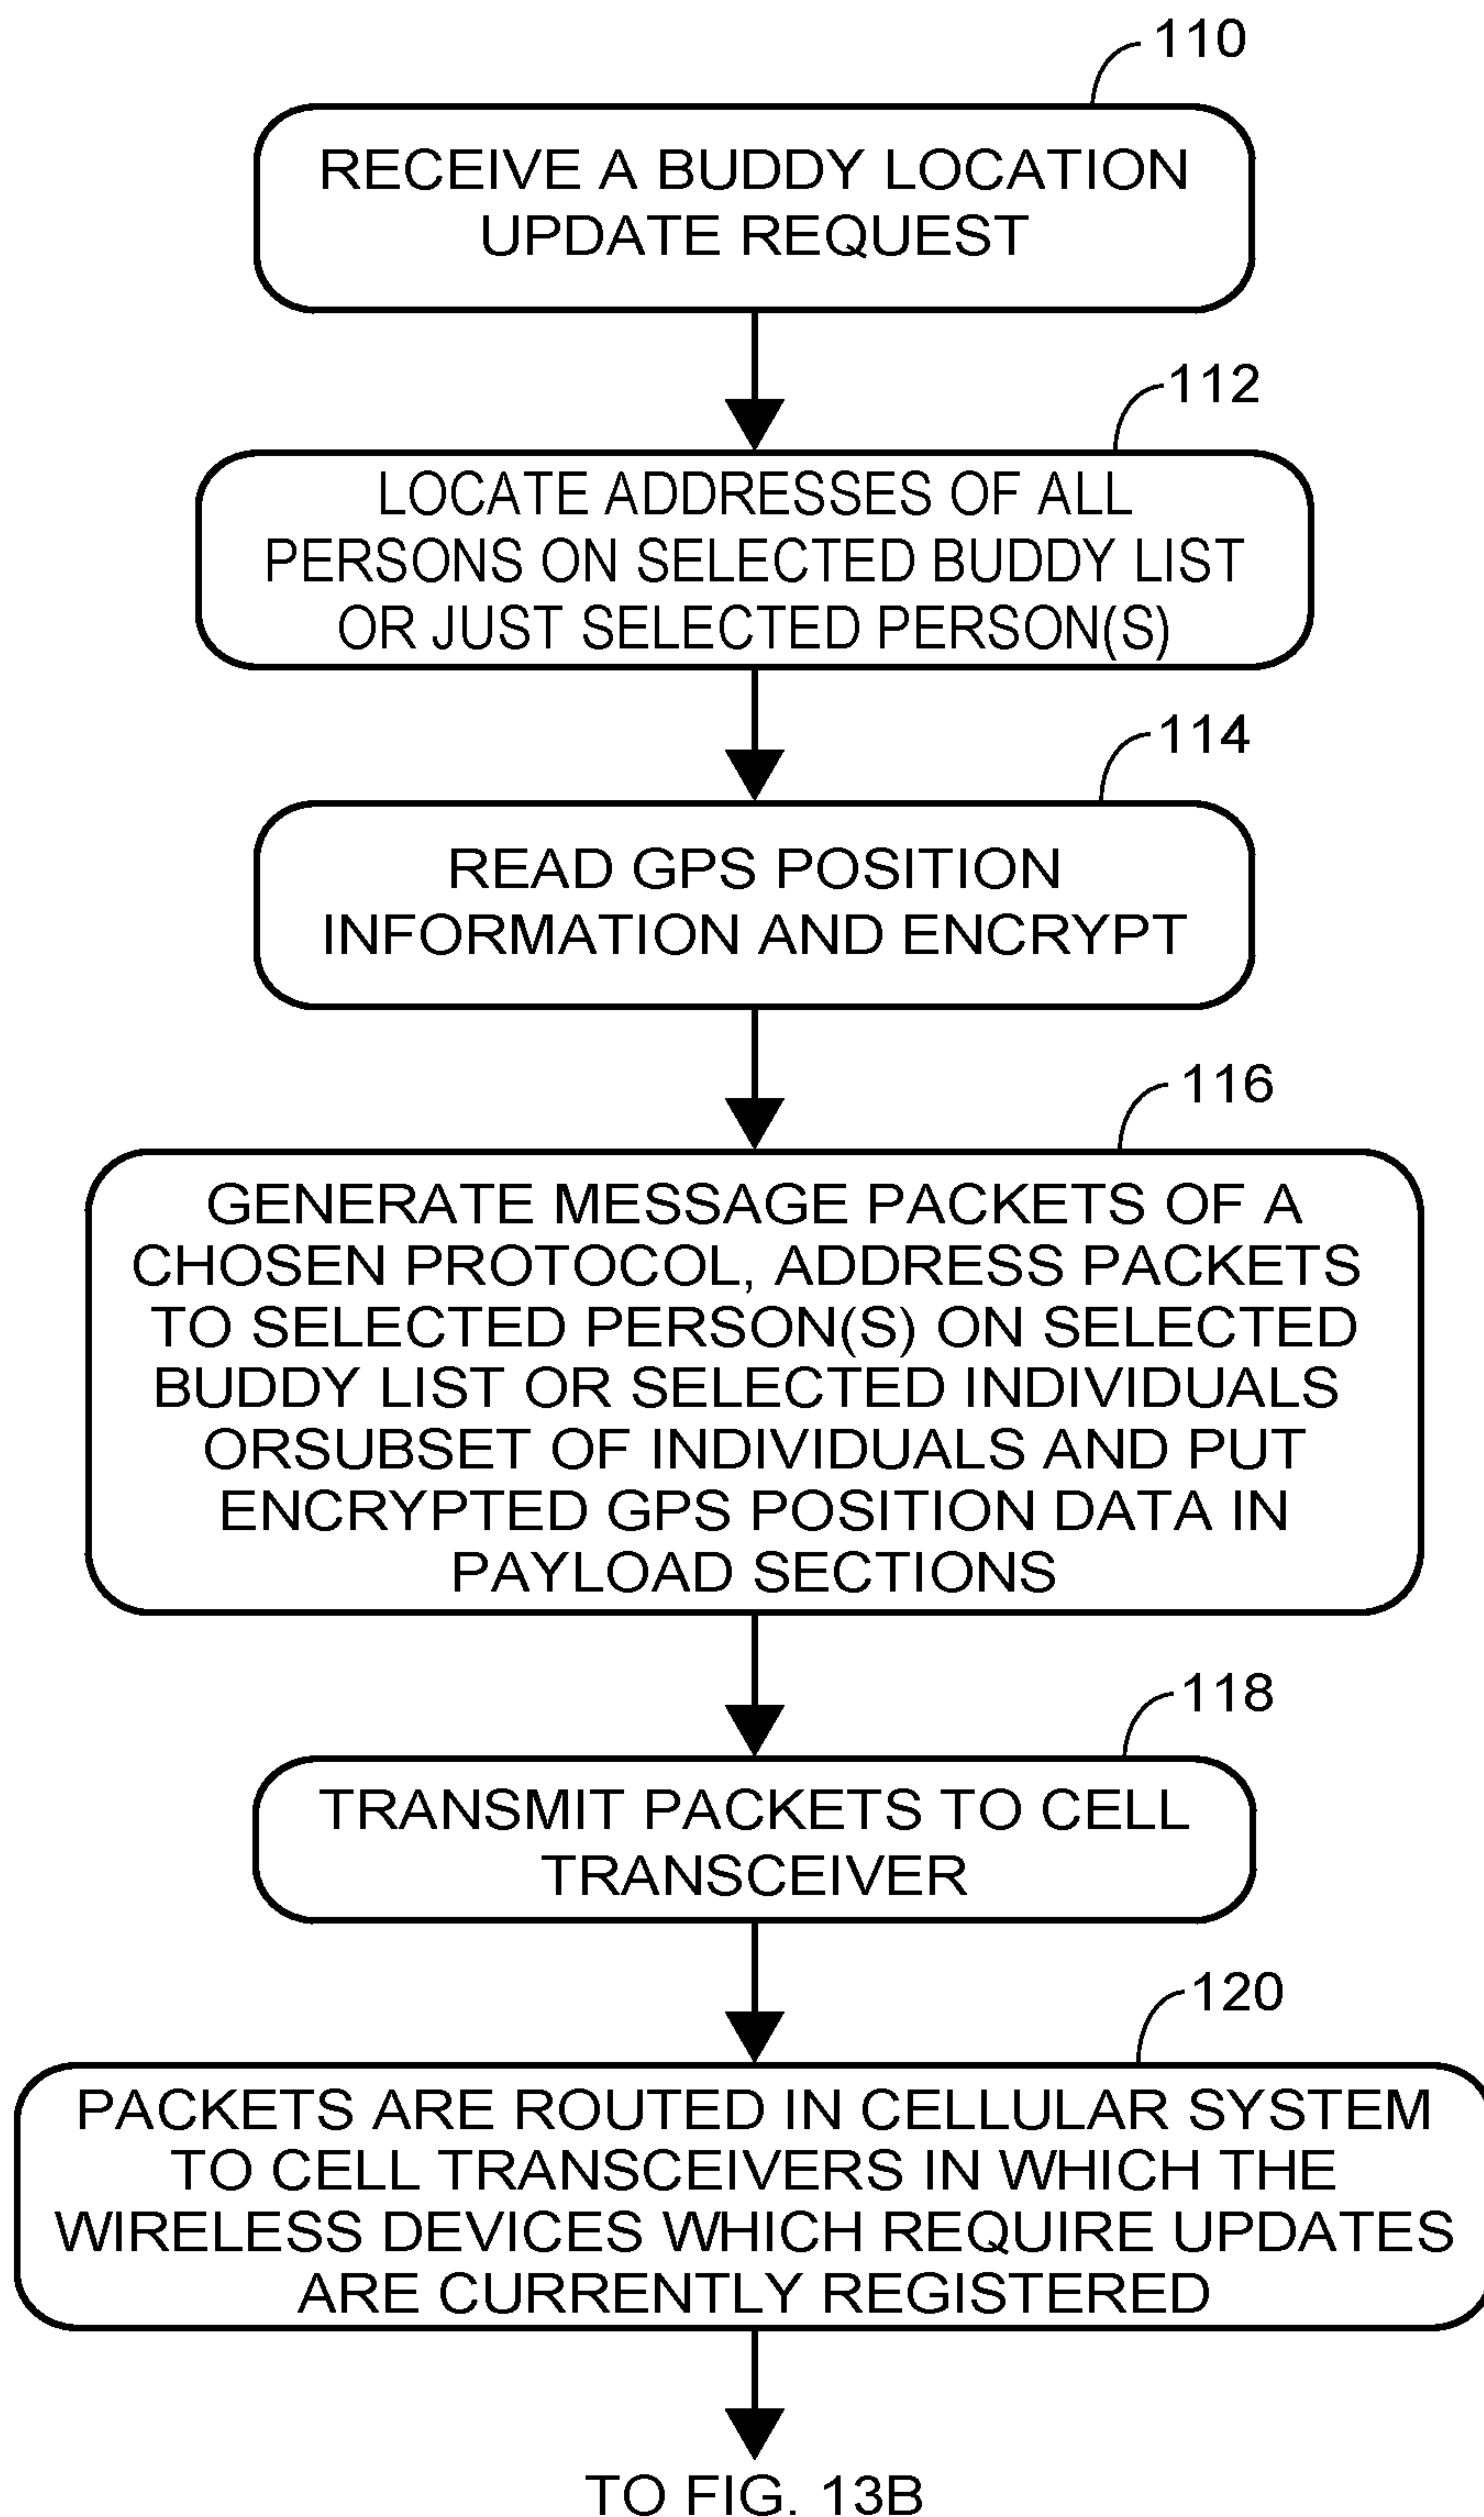 110
RECEIVE A BUDDY LOCATION
UPDATE REQUEST
112
LOCATE ADDRESSES OF ALL
PERSONS ON SELECTED BUDDY LIST
OR JUST SELECTED PERSON(S)
114
READ GPS POSITION
INFORMATION AND ENCRYPT
116
GENERATE MESSAGE PACKETS OF A
CHOSEN PROTOCOL, ADDRESS PACKETS
TO SELECTED PERSON(S) ON SELECTED
BUDDY LIST OR SELECTED INDIVIDUALS
ORSUBSET OF INDIVIDUALS AND PUT
ENCRYPTED GPS POSITION DATA IN
PAYLOAD SECTIONS
118
TRANSMIT PACKETS TO CELL
TRANSCEIVER
120
PACKETS ARE ROUTED IN CELLULAR SYSTEM
TO CELL TRANSCEIVERS IN WHICH THE
WIRELESS DEVICES WHICH REQUIRE UPDATES
ARE CURRENTLY REGISTERED
TO FIG. 13B